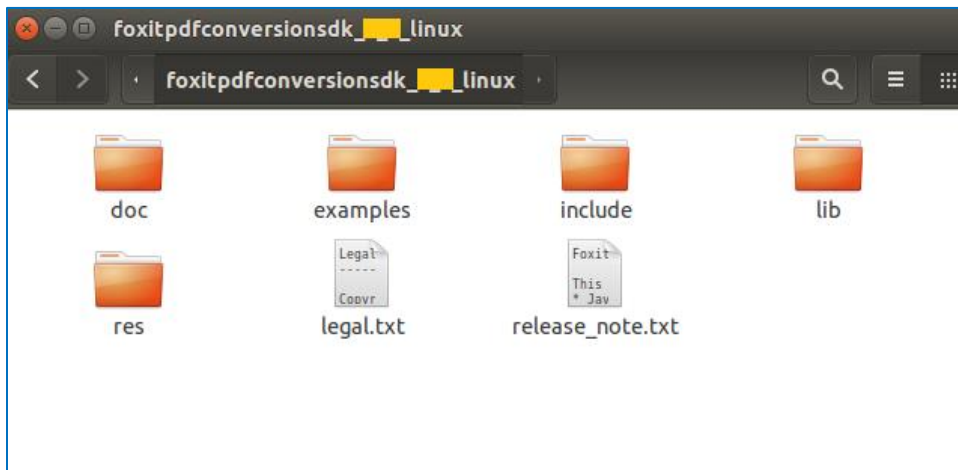 foxitpdfconversionsdk_ _ _linux
foxitpdfconversionsdk_ _ _linux
doc
examples
include
lib
Legal
-----
Copyr
Foxit
This
* Jav
res
legal.txt
release_note.txt